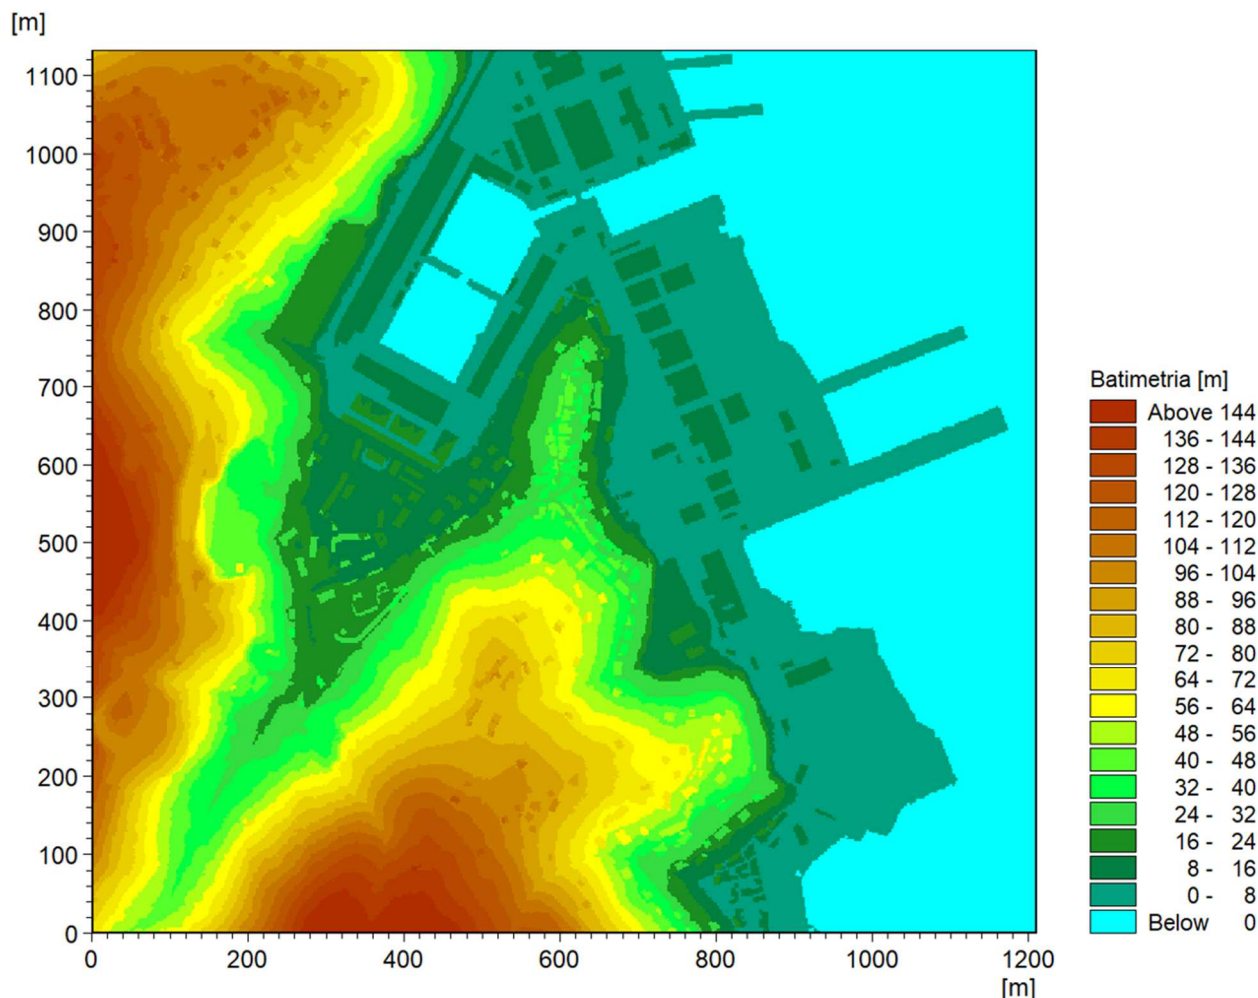 [m]
1100
1000
900
800
700
600
500
400
300
200
100
0
0 200 400 600 800 1000 1200
[m]
Batimetria [m]
Above 144
136 - 144
128 - 136
120 - 128
112 - 120
104 - 112
96 - 104
88 - 96
80 - 88
72 - 80
64 - 72
56 - 64
48 - 56
40 - 48
32 - 40
24 - 32
16 - 24
8 - 16
0 - 8
Below 0